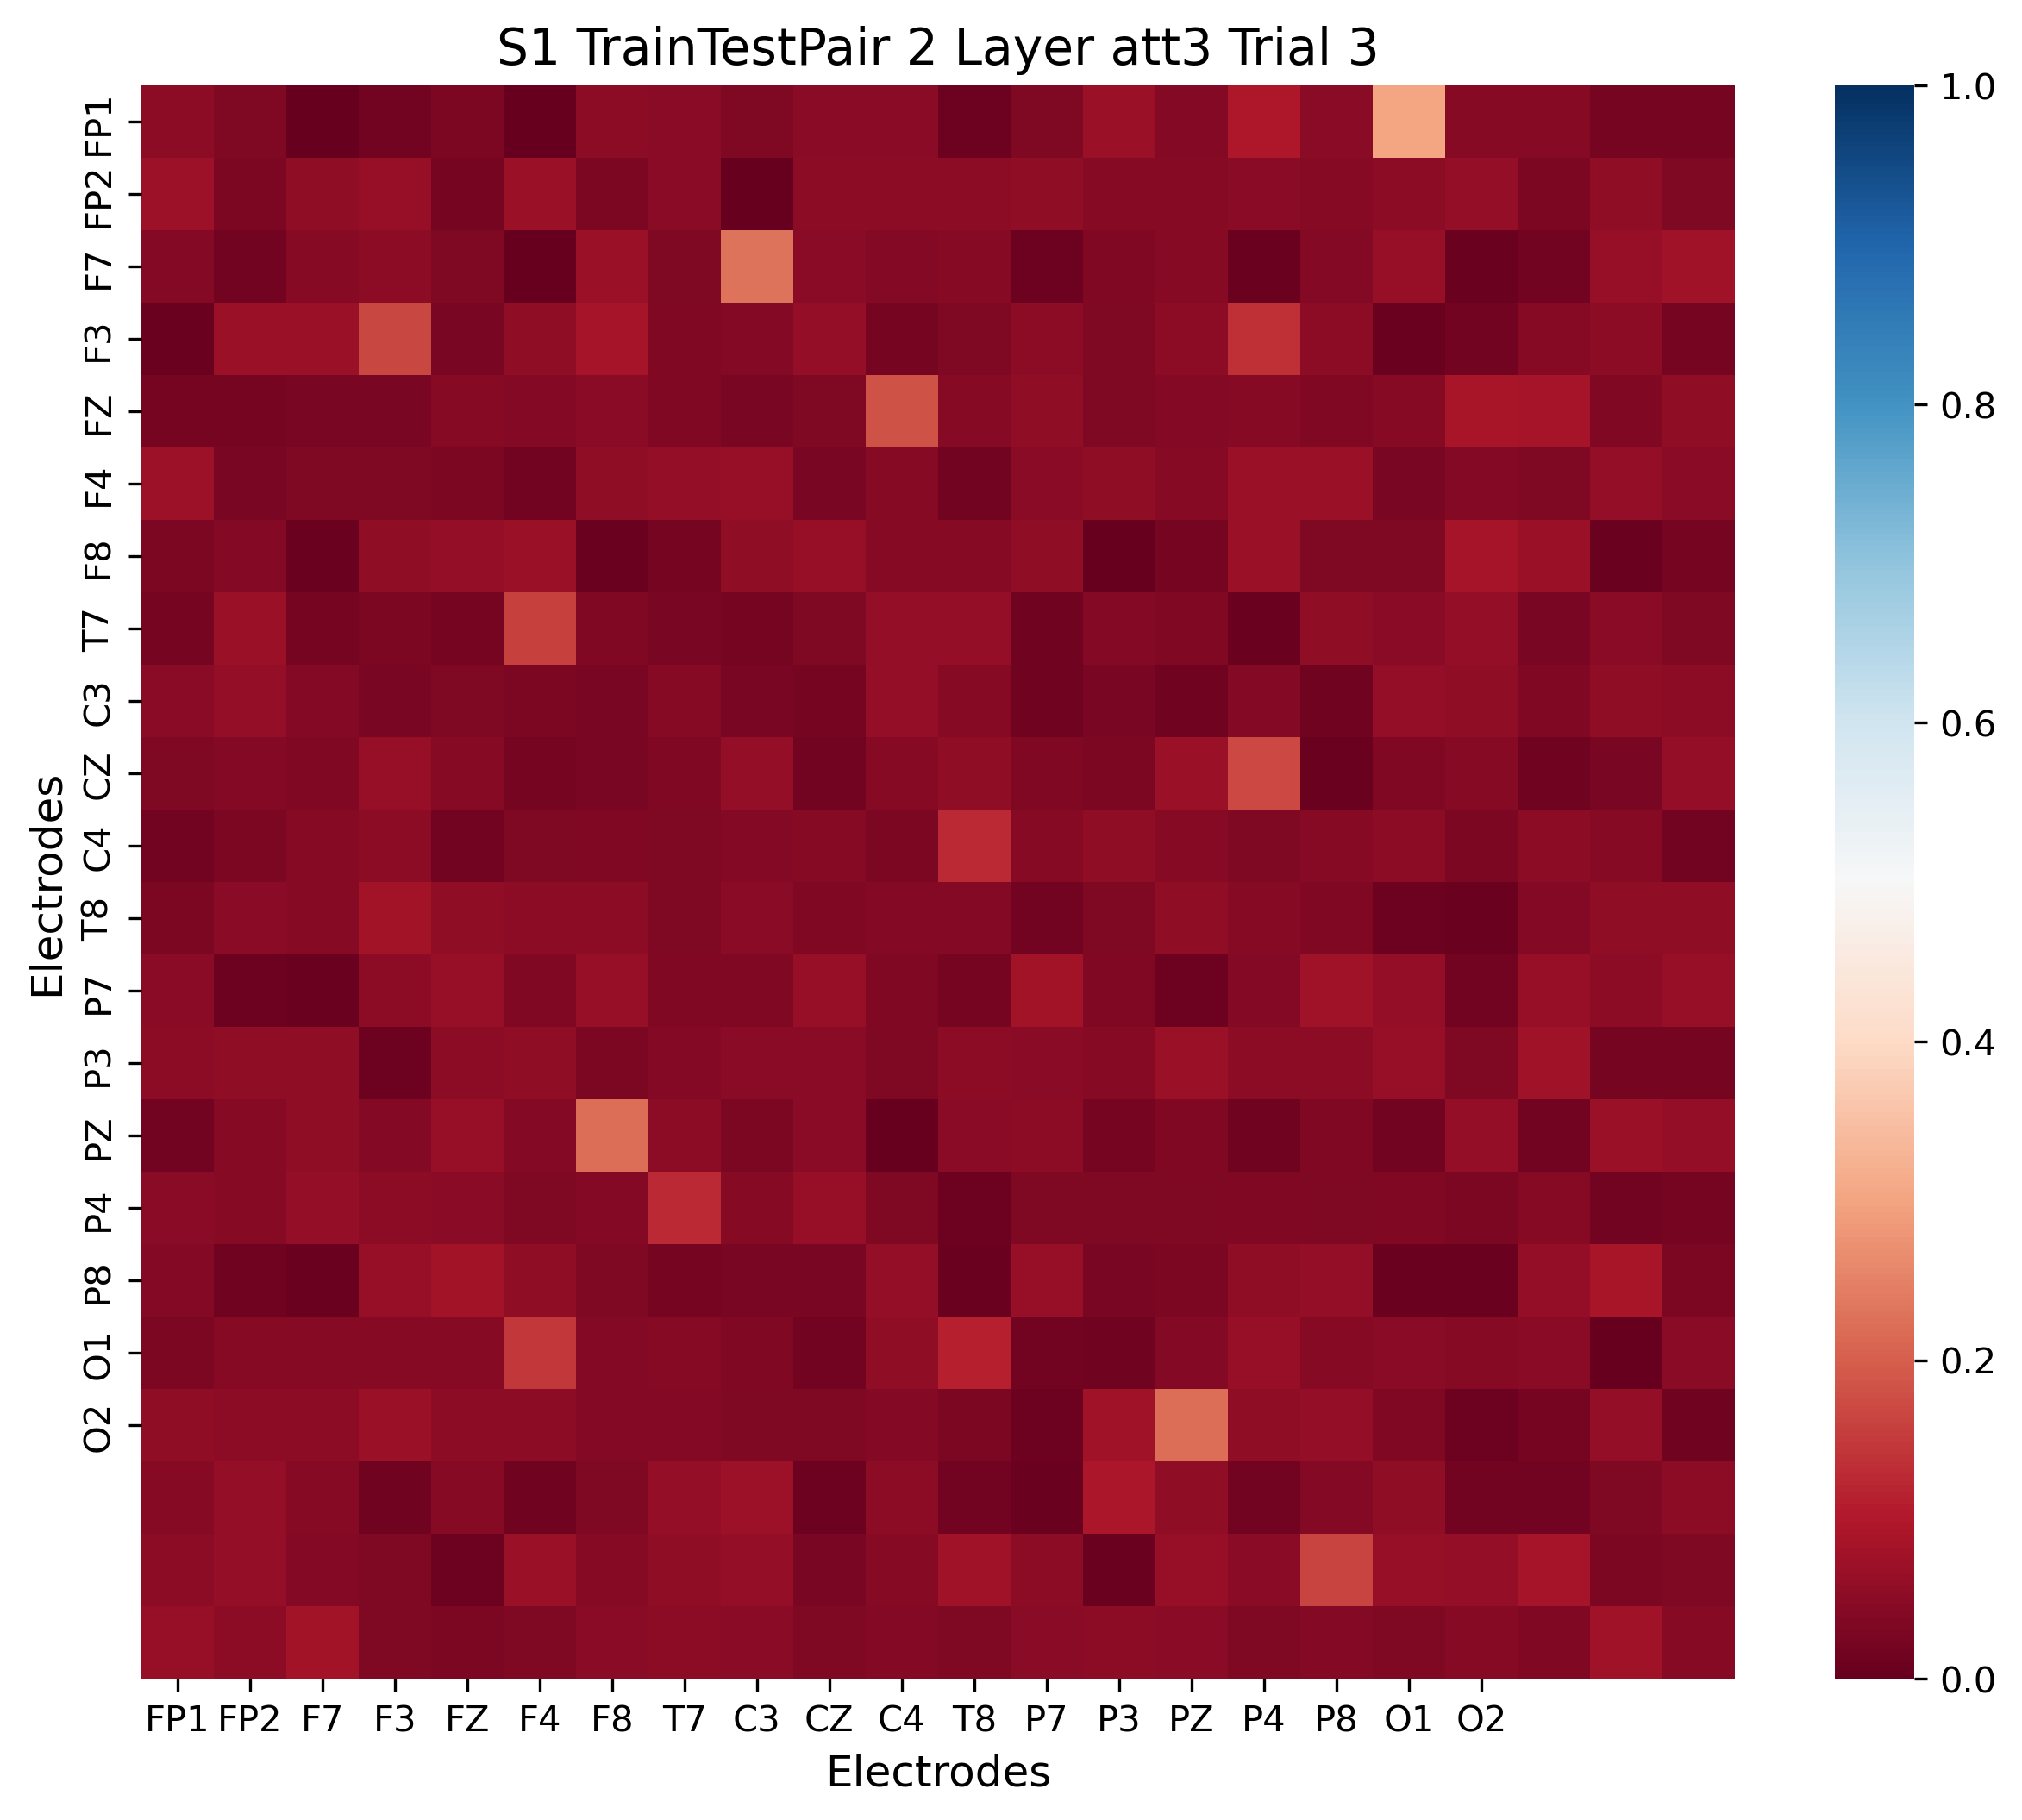 S1 TrainTestPair 2 Layer att3 Trial 3
Electrodes
FP1
FP2
F7
F3
FZ
F4
F8
T7
C3
CZ
C4
T8
P7
P3
PZ
P4
P8
O1
O2
FP1 FP2 F7 F3 FZ F4 F8 T7 C3 CZ C4 T8 P7 P3 PZ P4 P8 O1 O2
Electrodes
1.0
0.8
0.6
0.4
0.2
0.0